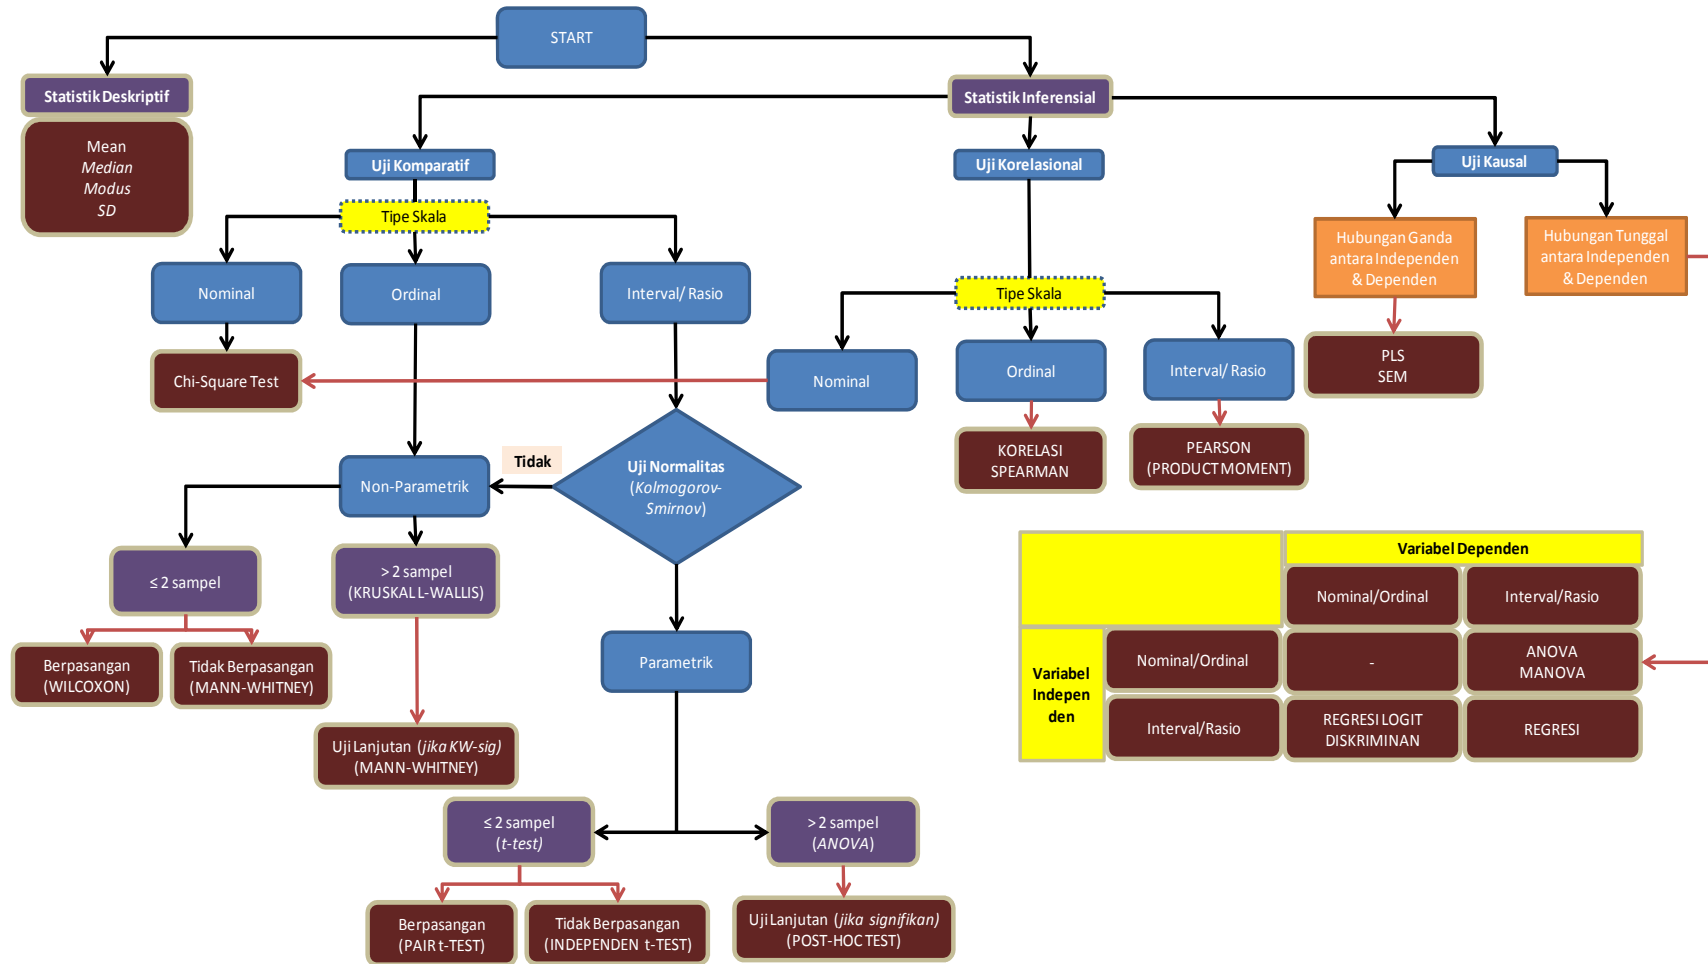 START
Statistik Deskriptif
Statistik Inferensial
Mean
Median
Modus
SD
Uji Komparatif
Uji Korelasional
Uji Kausal
Tipe Skala
Hubungan Ganda
antara Independen
& Dependen
Hubungan Tunggal
antara Independen
& Dependen
Nominal
Ordinal
Interval/ Rasio
Tipe Skala
Chi-Square Test
Nominal
Ordinal
Interval/ Rasio
PLS
SEM
KORELASI
SPEARMAN
PEARSON
(PRODUCT MOMENT)
Tidak
Uji Normalitas
(Kolmogorov-
Smirnov)
Non-Parametrik
≤ 2 sampel
> 2 sampel
(KRUSKALL-WALLIS)
Berpasangan
(WILCOXON)
Tidak Berpasangan
(MANN-WHITNEY)
Parametrik
Uji Lanjutan (jika KW-sig)
(MANN-WHITNEY)
≤ 2 sampel
(t-test)
> 2 sampel
(ANOVA)
Berpasangan
(PAIR t-TEST)
Tidak Berpasangan
(INDEPENDEN t-TEST)
Uji Lanjutan (jika signifikan)
(POST-HOC TEST)
Variabel Dependen
Nominal/Ordinal
Interval/Rasio
Variabel
Indepen
den
Nominal/Ordinal
-
ANOVA
MANOVA
Interval/Rasio
REGRESI LOGIT
DISKRIMINAN
REGRESI